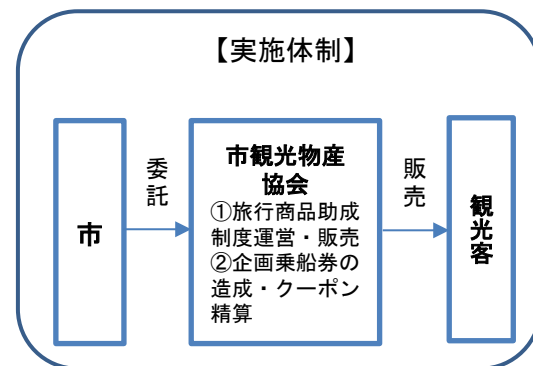 【実施体制】
市
委託
市観光物産
協会
①旅行商品助成
制度運営・販売
②企画乗船券の
造成・クーポン
精算
販売
観光客